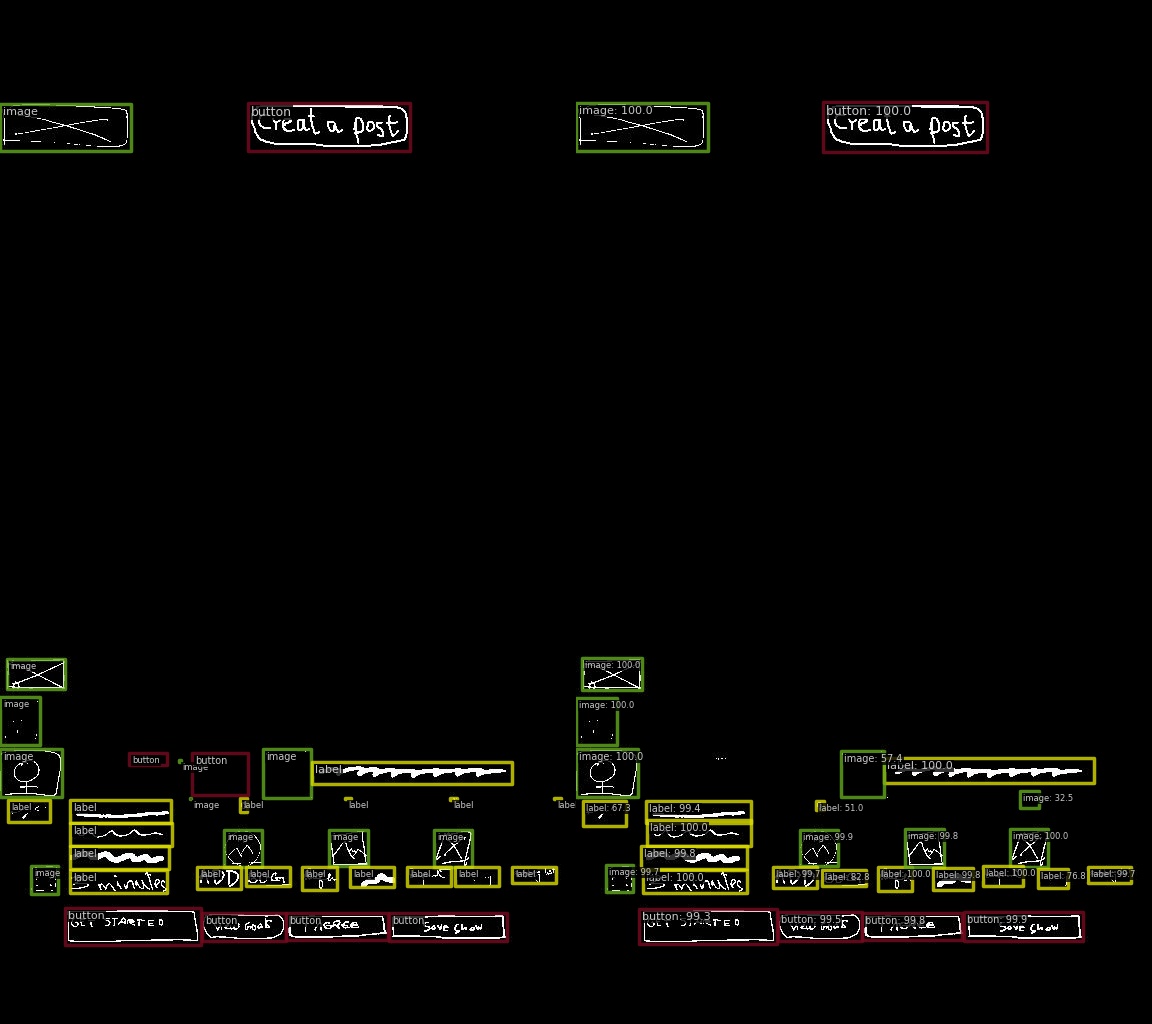 image button image: 100.0 button: 100.0
Creat a post Creat a post
image image: 100.0
image image: 100.0
image button image button image label image: 100.0 image: 57.4 label: 100.0
label label image label label label labe label: 67.3 label: 99.4 label: 51.0 image: 32.5
label image image image label: 100.0 image: 99.9 image: 99.8 image: 100.0
label label: 99.8
image label minutes label label label label label label label image: 99.7 label: 100.0 minutes label: 99.7 label: 82.8 label: 100.0 label: 99.8 label: 100.0 label: 76.8 label: 99.7
button button button button button: 99.3 button: 99.5 button: 99.8 button: 99.9
GET STARTED Save Show GET STARTED Save Show